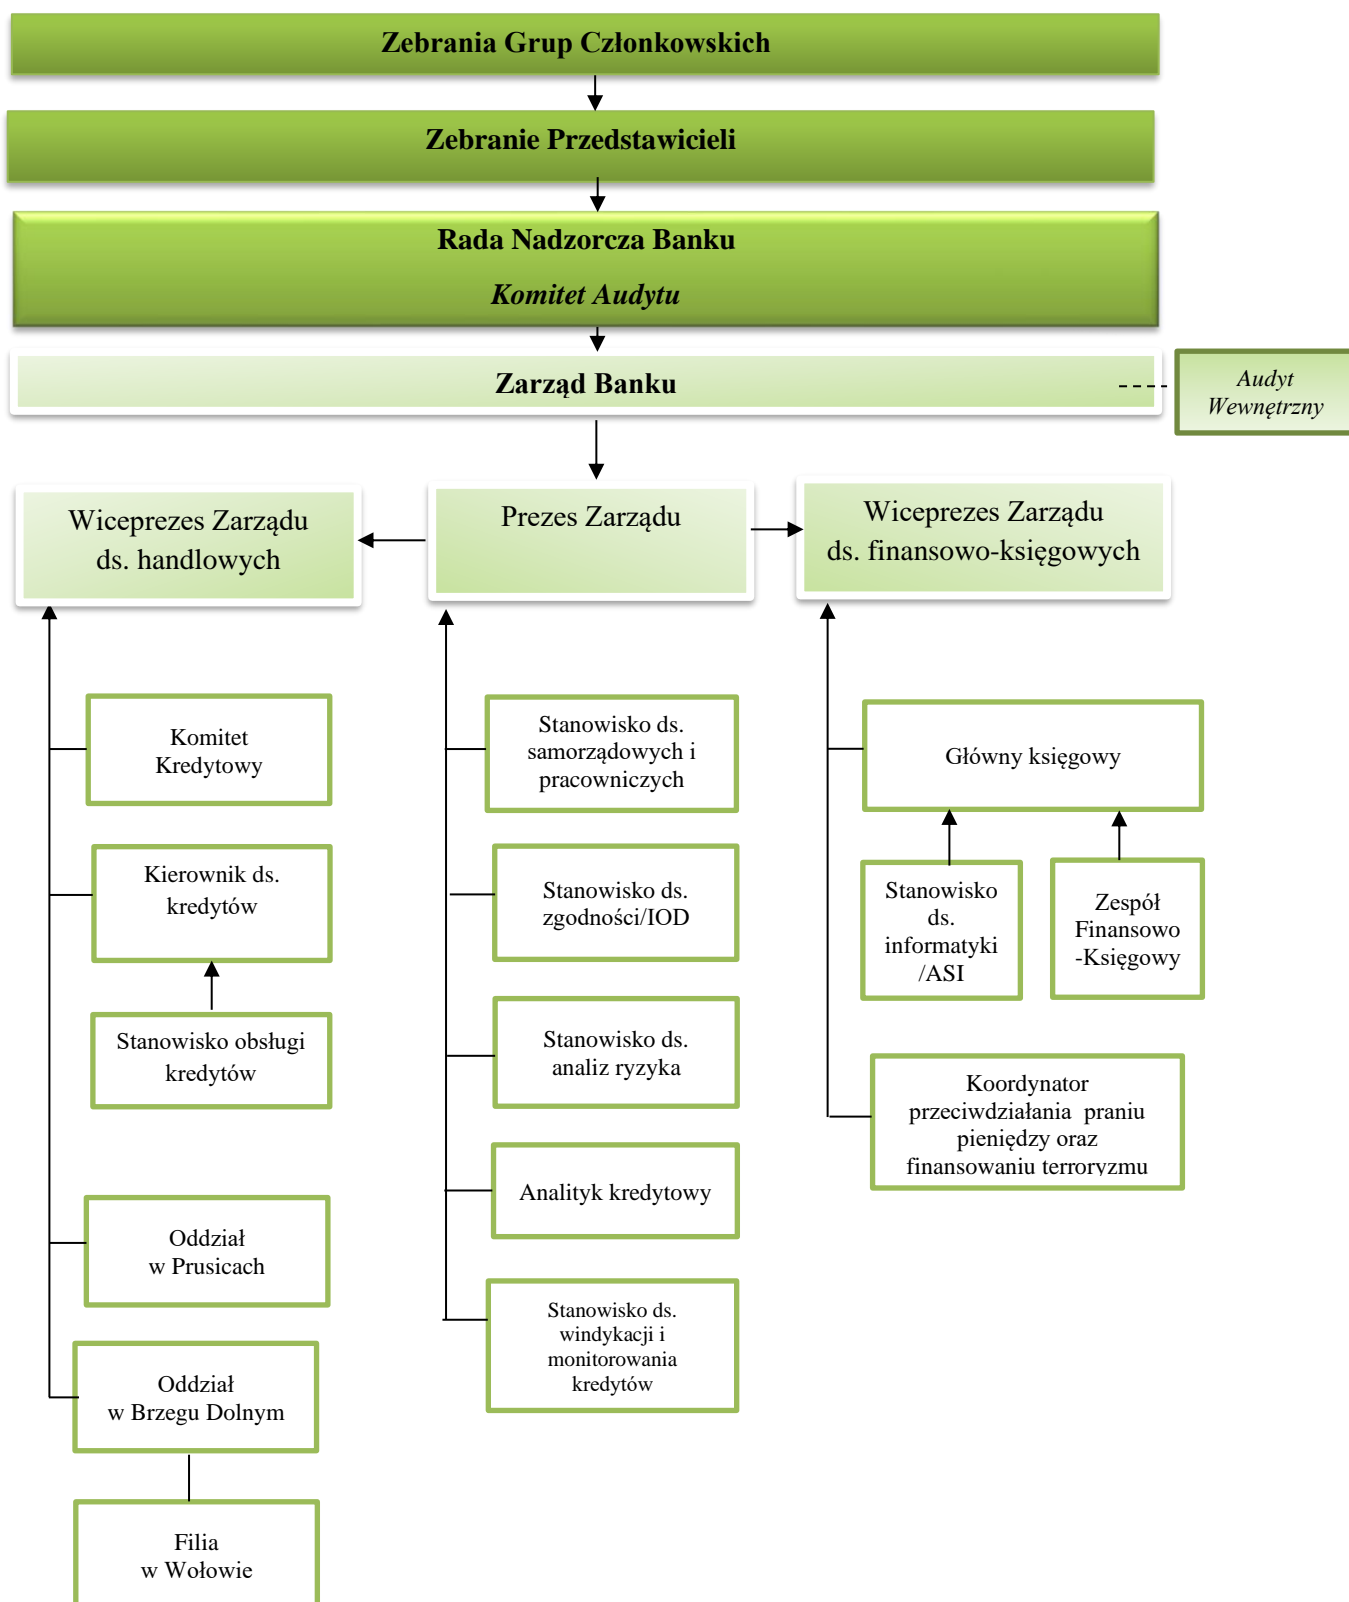 Zebrania Grup Członkowskich
Zebranie Przedstawicieli
Rada Nadzorcza Banku
Komitet Audytu
Zarząd Banku
Audyt
Wewnętrzny
Wiceprezes Zarządu
ds. handlowych
Prezes Zarządu
Wiceprezes Zarządu
ds. finansowo-księgowych
Komitet
Kredytowy
Kierownik ds.
kredytów
Stanowisko obsługi
kredytów
Oddział
w Prusicach
Oddział
w Brzegu Dolnym
Filia
w Wołowie
Stanowisko ds.
samorządowych i
pracowniczych
Stanowisko ds.
zgodności/IOD
Stanowisko ds.
analiz ryzyka
Analityk kredytowy
Stanowisko ds.
windykacji i
monitorowania
kredytów
Główny księgowy
Stanowisko
ds.
informatyki
/ASI
Zespół
Finansowo
-Księgowy
Koordynator
przeciwdziałania praniu
pieniędzy oraz
finansowaniu terroryzmu